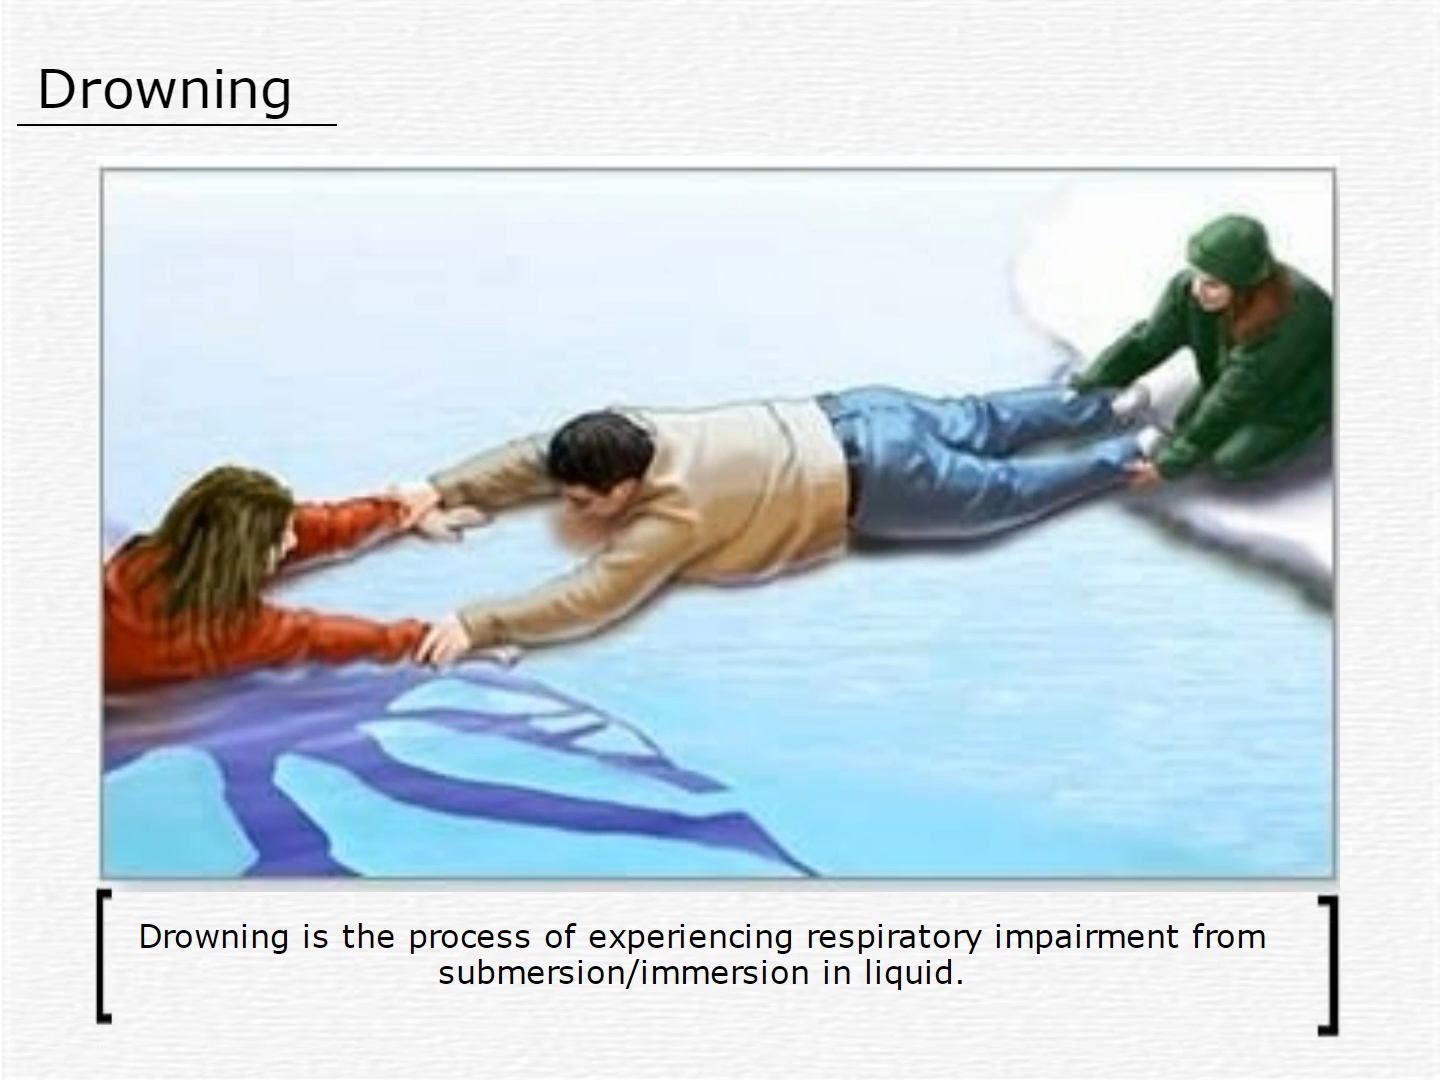 Drowning
Drowning is the process of experiencing respiratory impairment from
submersion/immersion in liquid.